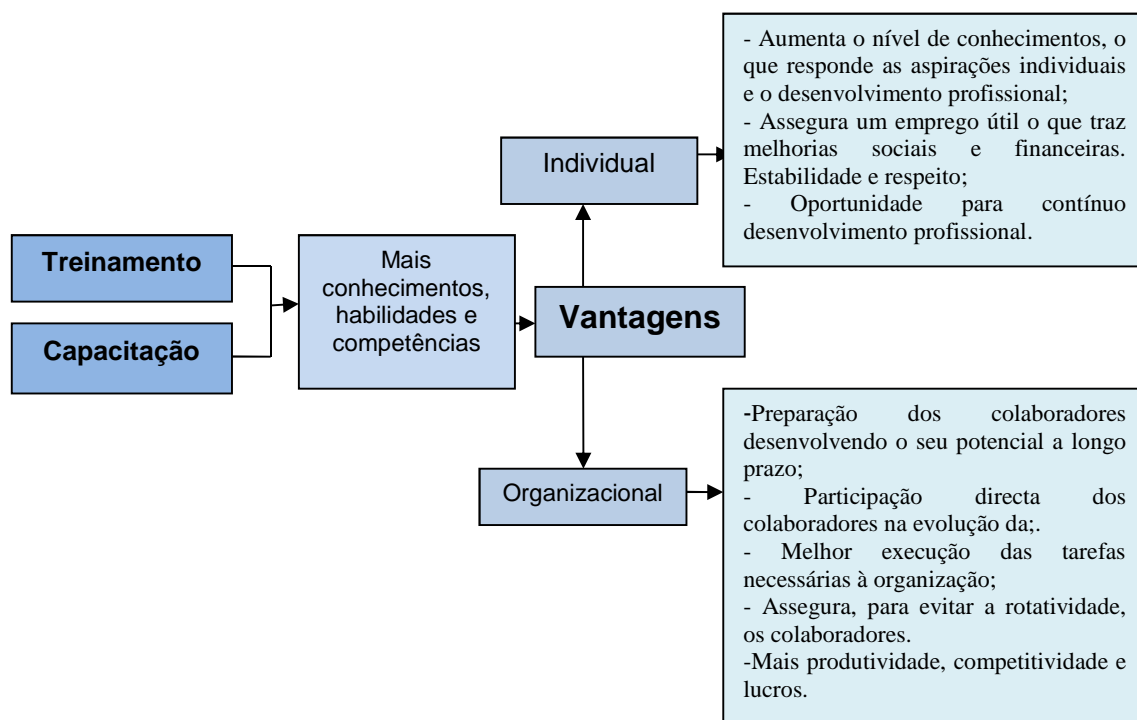 Treinamento
Capacitação
Mais
conhecimentos,
habilidades e
competências
Vantagens
Individual
- Aumenta o nível de conhecimentos, o
que responde as aspirações individuais
e o desenvolvimento profissional;
- Assegura um emprego útil o que traz
melhorias sociais e financeiras.
Estabilidade e respeito;
- Oportunidade para contínuo
desenvolvimento profissional.
Organizacional
-Preparação dos colaboradores
desenvolvendo o seu potencial a longo
prazo;
- Participação directa dos
colaboradores na evolução da;.
- Melhor execução das tarefas
necessárias à organização;
- Assegura, para evitar a rotatividade,
os colaboradores.
-Mais produtividade, competitividade e
lucros.